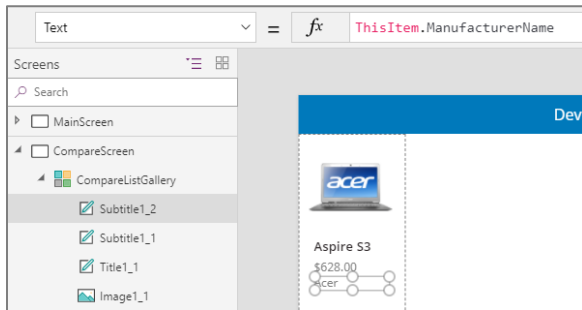 Text = fx ThisItem.ManufacturerName
Screens
Search
MainScreen
CompareScreen
CompareListGallery
Subtitle1_2
Subtitle1_1
Title1_1
Image1_1
Dev
acer
Aspire S3
$628.00
Acer